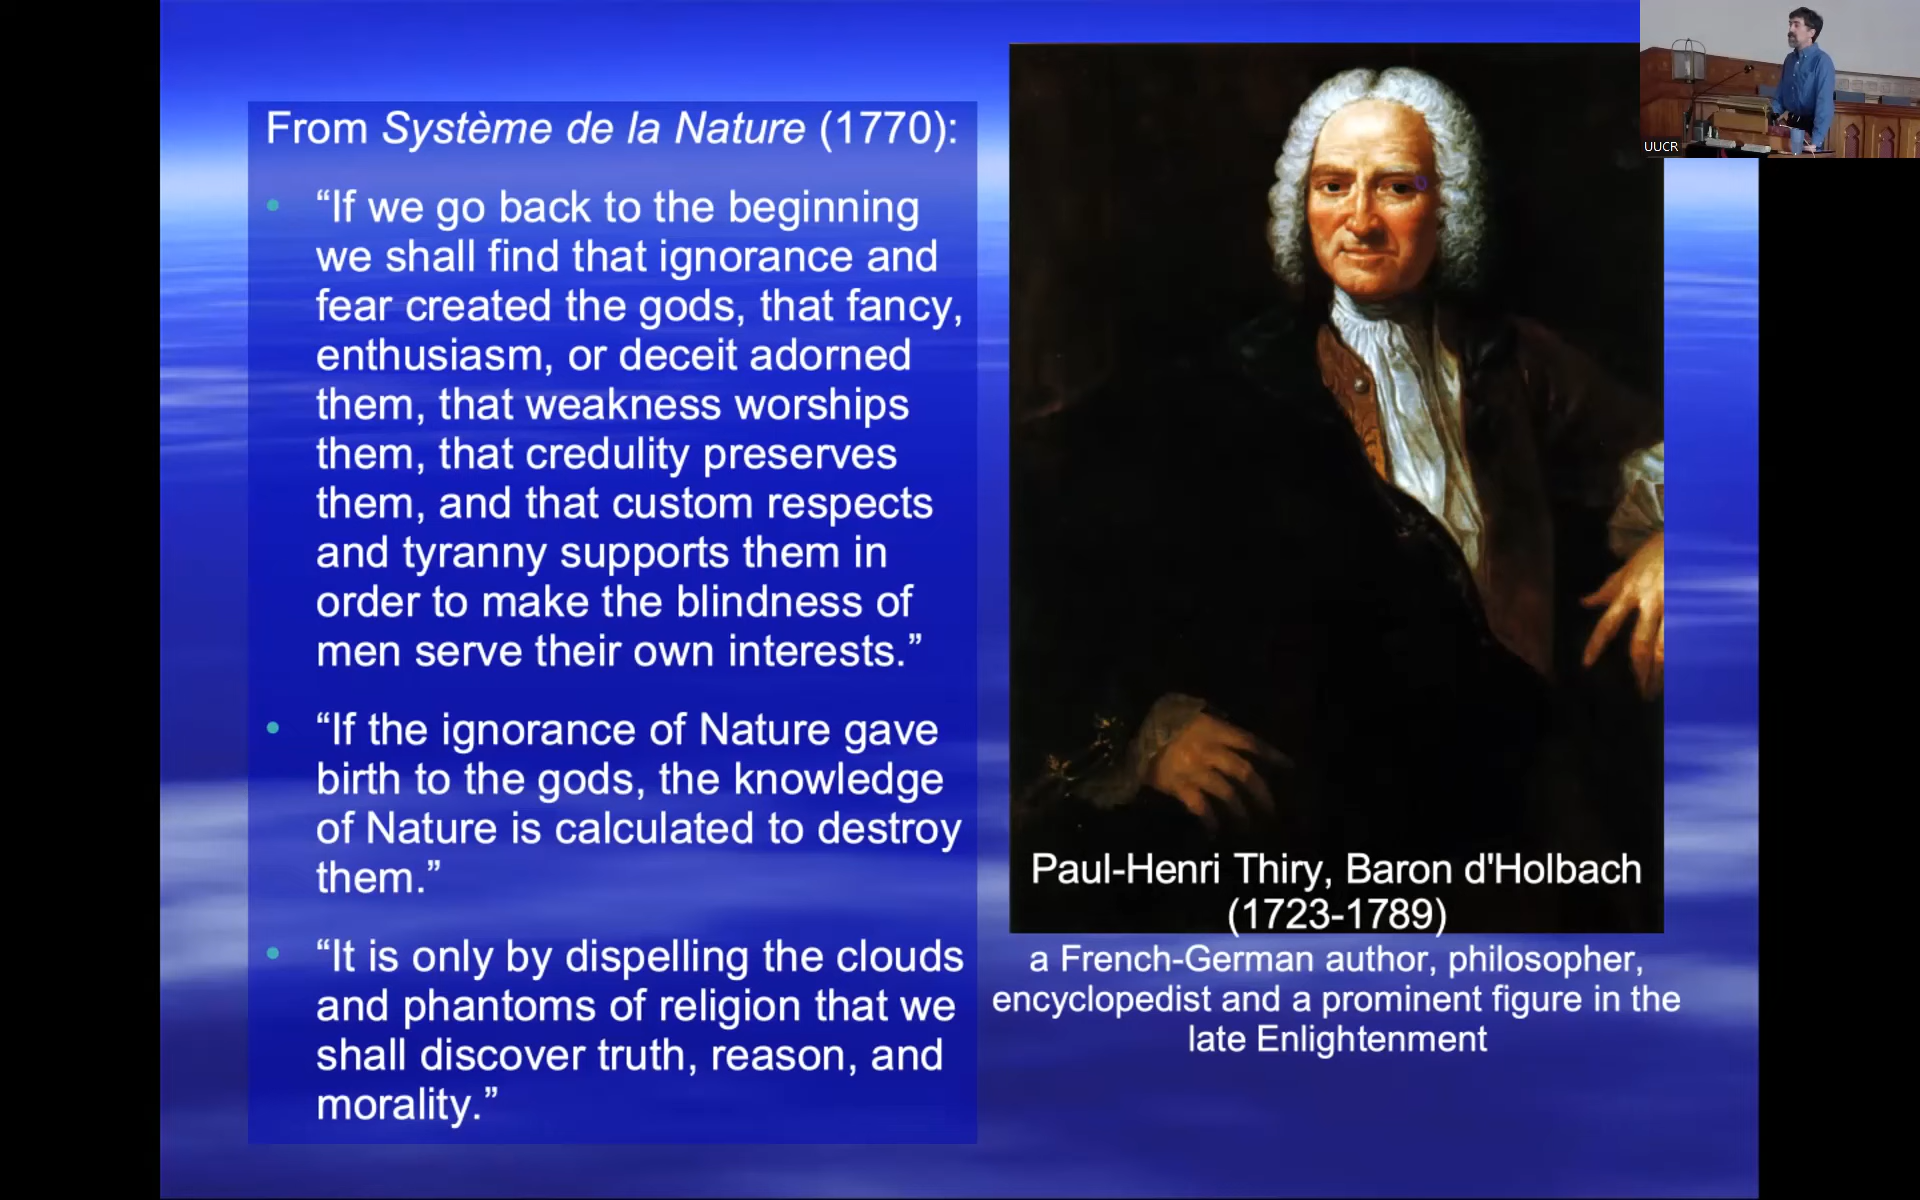 From Système de la Nature (1770):
• “If we go back to the beginning
we shall find that ignorance and
fear created the gods, that fancy,
enthusiasm, or deceit adorned
them, that weakness worships
them, that credulity preserves
them, and that custom respects
and tyranny supports them in
order to make the blindness of
men serve their own interests.”
• “If the ignorance of Nature gave
birth to the gods, the knowledge
of Nature is calculated to destroy
them.”
• “It is only by dispelling the clouds
and phantoms of religion that we
shall discover truth, reason, and
morality.”
Paul-Henri Thiry, Baron d'Holbach
(1723-1789)
a French-German author, philosopher,
encyclopedist and a prominent figure in the
late Enlightenment
UUCR